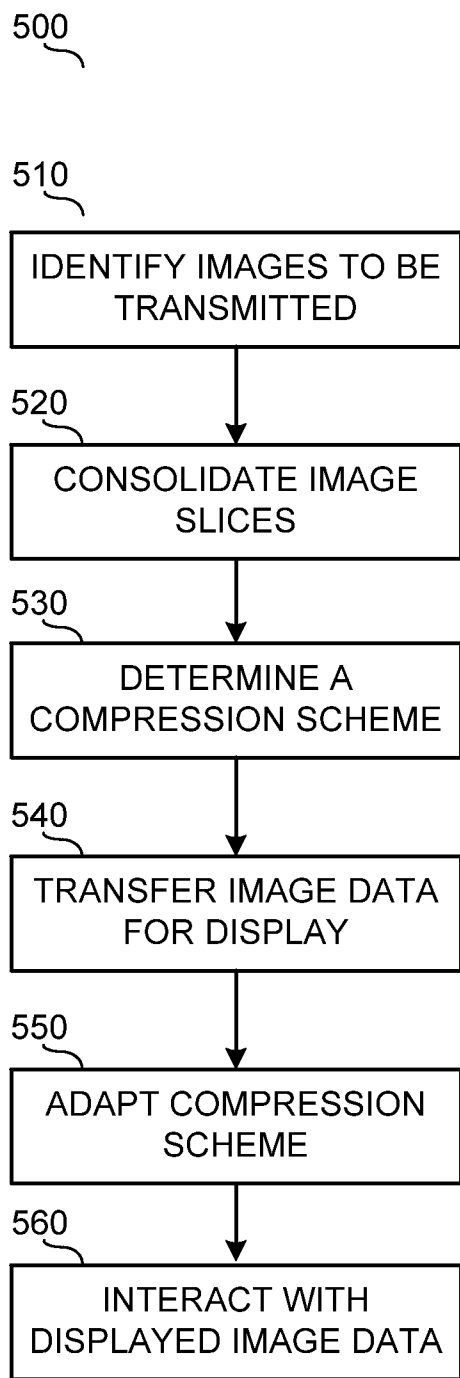 500
510
IDENTIFY IMAGES TO BE
TRANSMITTED
520
CONSOLIDATE IMAGE
SLICES
530
DETERMINE A
COMPRESSION SCHEME
540
TRANSFER IMAGE DATA
FOR DISPLAY
550
ADAPT COMPRESSION
SCHEME
560
INTERACT WITH
DISPLAYED IMAGE DATA